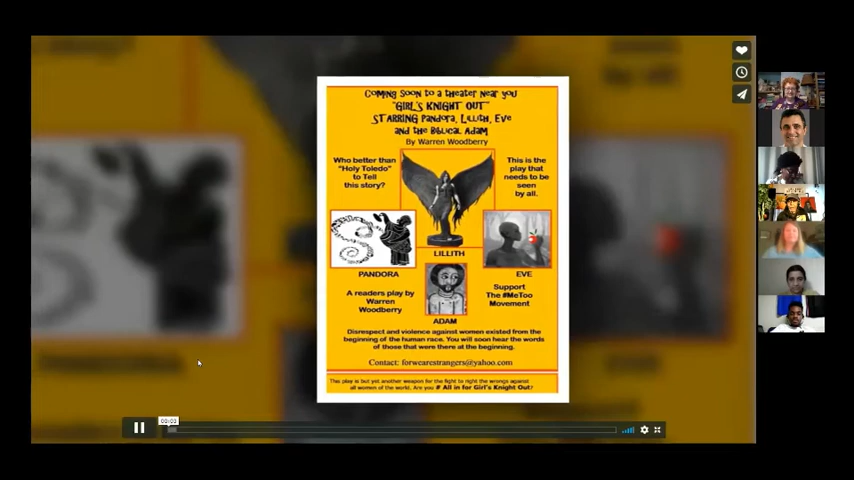 Coming Soon to a theater near you
"GIRL'S KNIGHT OUT"
STARRING Pandora, Lillith, Eve
and the Biblical Adam
By Warren Woodberry
Who better than
"Holy Toledo"
to Tell
this story?
This is the
play that
needs to be
seen
by all.
LILLITH
PANDORA
EVE
A readers play by
Warren
Woodberry
Support
The #MeToo
Movement
ADAM
Disrespect and violence against women existed from the
beginning of the human race. You will soon hear the words
of those that were there at the beginning.
Contact: forwearestrangers@yahoo.com
This play is but yet another weapon for the fight to right the wrongs against
all women of the world. Are you # All in for Girl's Knight Out?
00:03